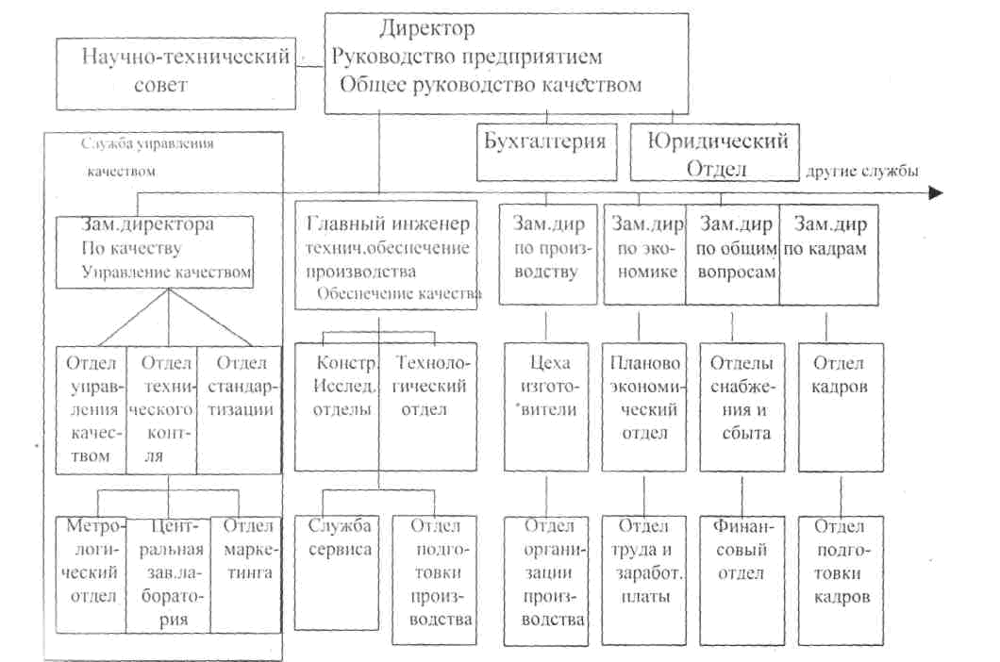 Директор
Руководство предприятием
Общее руководство качеством
Научно-технический
совет
Бухгалтерия
Юридический
Отдел
другие службы
Служба управления
качеством
Зам.директора
По качеству
Управление качеством
Главный инженер
технич.обеспечение
производства
Обеспечение качества
Зам.дир
по произ-
водству
Зам.дир
по эко-
номике
Зам.дир
по общим
вопросам
Зам.дир
по кадрам
Отдел
управ-
ления
качес-
твом
Отдел
техни-
ческого
конт-
ля
Отдел
стандар-
тизации
Констр.
Исслед.
отделы
Техноло-
гический
отдел
Цеха
изгото-
вители
Планово
экономи-
ческий
отдел
Отделы
снабже-
ния и
сбыта
Отдел
кадров
Метро-
логи-
ческий
отдел
Цент-
ральная
зав.ла-
борато-
рия
Отдел
марке-
тинга
Служба
сервиса
Отдел
подго-
товки
произ-
водства
Отдел
органи-
зации
произ-
водства
Отдел
труда и
заработ.
платы
Финан-
совый
отдел
Отдел
подго-
товки
кадров